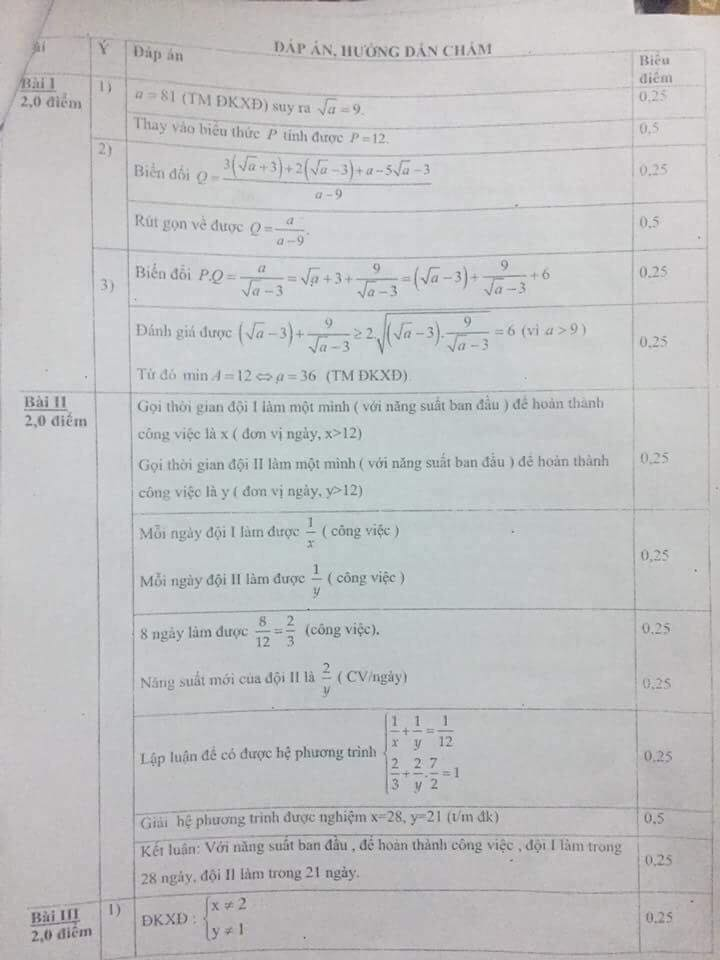 ĐÁP ÁN, HƯỚNG DẪN CHẤM
Ý Đáp án Biểu điểm
Bài I 2,0 điểm 1) a = 81 (TM ĐKXĐ) suy ra √a = 9. 0,25
Thay vào biểu thức P tính được P = 12. 0,5
2) Biến đổi Q = (3(√a+3)+2(√a−3)+a−5√a−3)/(a−9) 0,25
Rút gọn về được Q = a/(a−9). 0,5
3) Biến đổi P.Q = a/(√a−3) = √a+3+9/(√a−3) = (√a−3)+9/(√a−3)+6 0,25
Đánh giá được (√a−3)+9/(√a−3) ≥ 2.√((√a−3).9/(√a−3)) = 6 (vì a > 9 ) 0,25
Từ đó min A = 12 ⇔ a = 36 (TM ĐKXĐ)
Bài II 2,0 điểm Gọi thời gian đội I làm một mình ( với năng suất ban đầu ) để hoàn thành
công việc là x ( đơn vị ngày, x>12)
Gọi thời gian đội II làm một mình ( với năng suất ban đầu ) để hoàn thành 0,25
công việc là y ( đơn vị ngày, y>12)
Mỗi ngày đội I làm được 1/x ( công việc )
0,25
Mỗi ngày đội II làm được 1/y ( công việc )
8 ngày làm được 8/12 = 2/3 (công việc). 0,25
Năng suất mới của đội II là 2/y ( CV/ngày) 0,25
Lập luận để có được hệ phương trình { 1/x + 1/y = 1/12 0,25
2/3 + 2/y . 7/2 = 1
Giải hệ phương trình được nghiệm x=28, y=21 (t/m đk) 0,5
Kết luận: Với năng suất ban đầu , để hoàn thành công việc , đội I làm trong 0,25
28 ngày, đội II làm trong 21 ngày.
Bài III 2,0 điểm 1) ĐKXĐ : { x ≠ 2 0,25
y ≠ 1